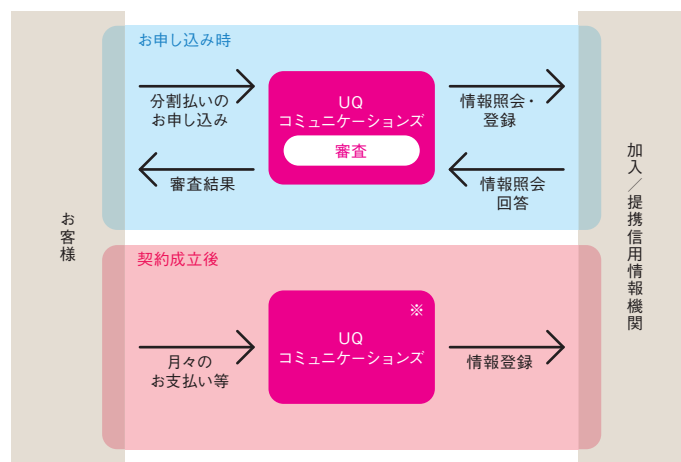 お申し込み時
分割払いの
お申し込み
UQ
コミュニケーションズ
審査
情報照会・
登録
審査結果
情報照会
回答
お客様
加入／提携信用情報機関
契約成立後
※
UQ
コミュニケーションズ
月々の
お支払い等
情報登録